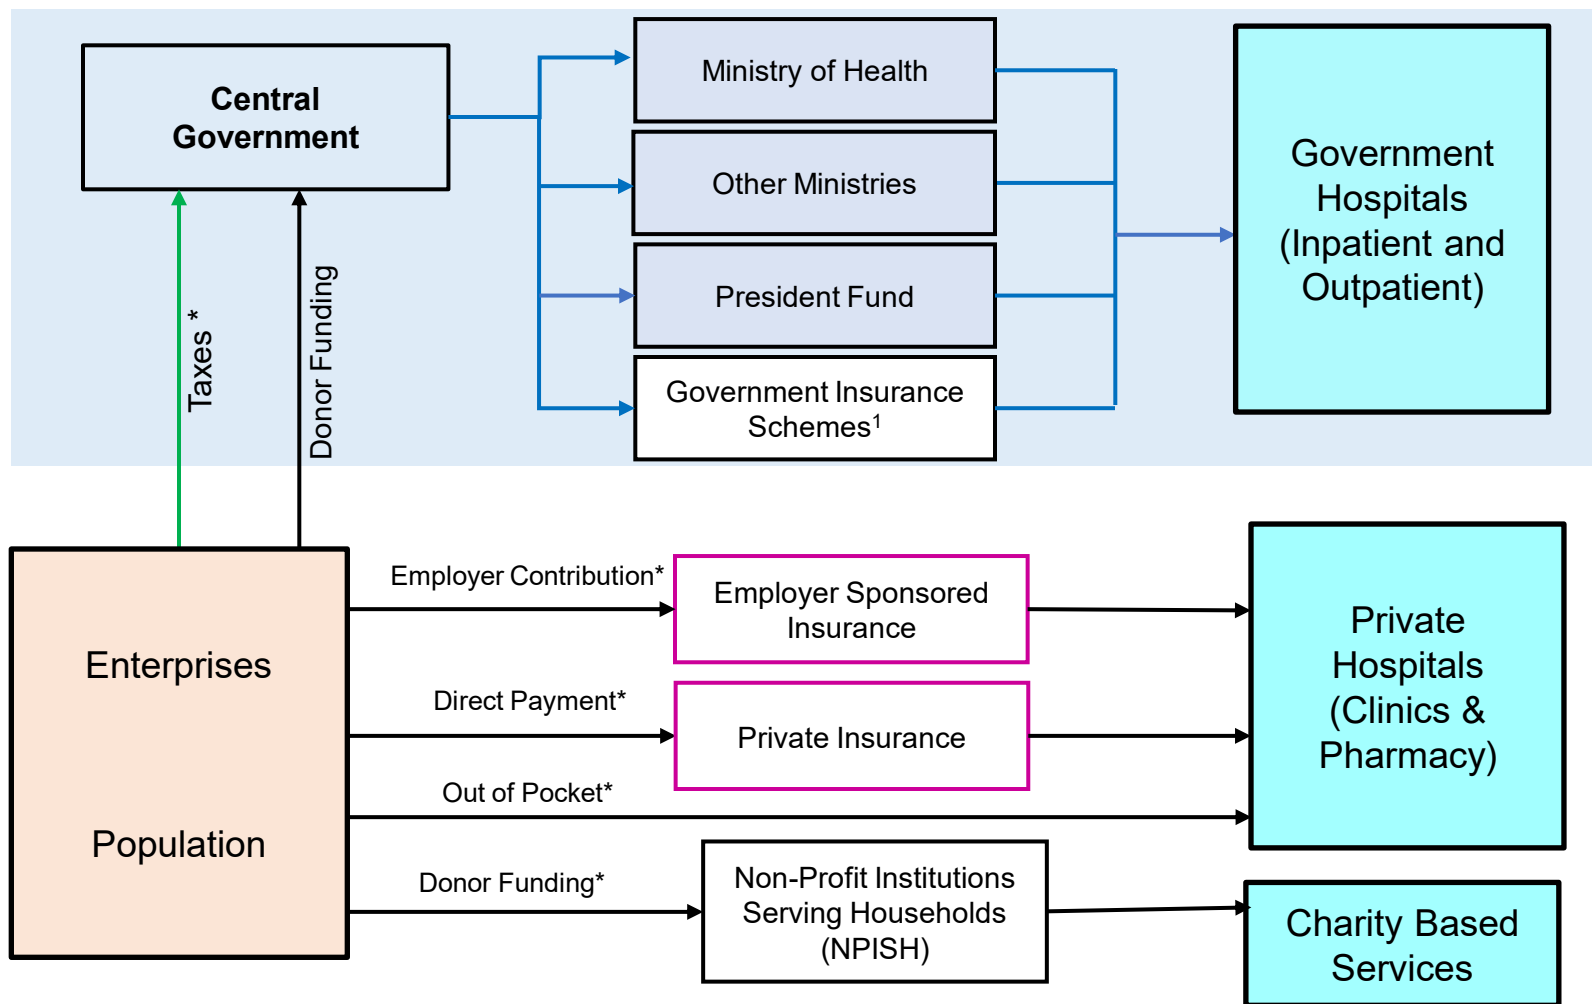 Central
Government
Ministry of Health
Other Ministries
President Fund
Government Insurance
Schemes¹
Government
Hospitals
(Inpatient and
Outpatient)
Taxes *
Donor Funding
Enterprises
Population
Employer Contribution*
Employer Sponsored
Insurance
Direct Payment*
Private Insurance
Out of Pocket*
Private
Hospitals
(Clinics &
Pharmacy)
Donor Funding*
Non-Profit Institutions
Serving Households
(NPISH)
Charity Based
Services